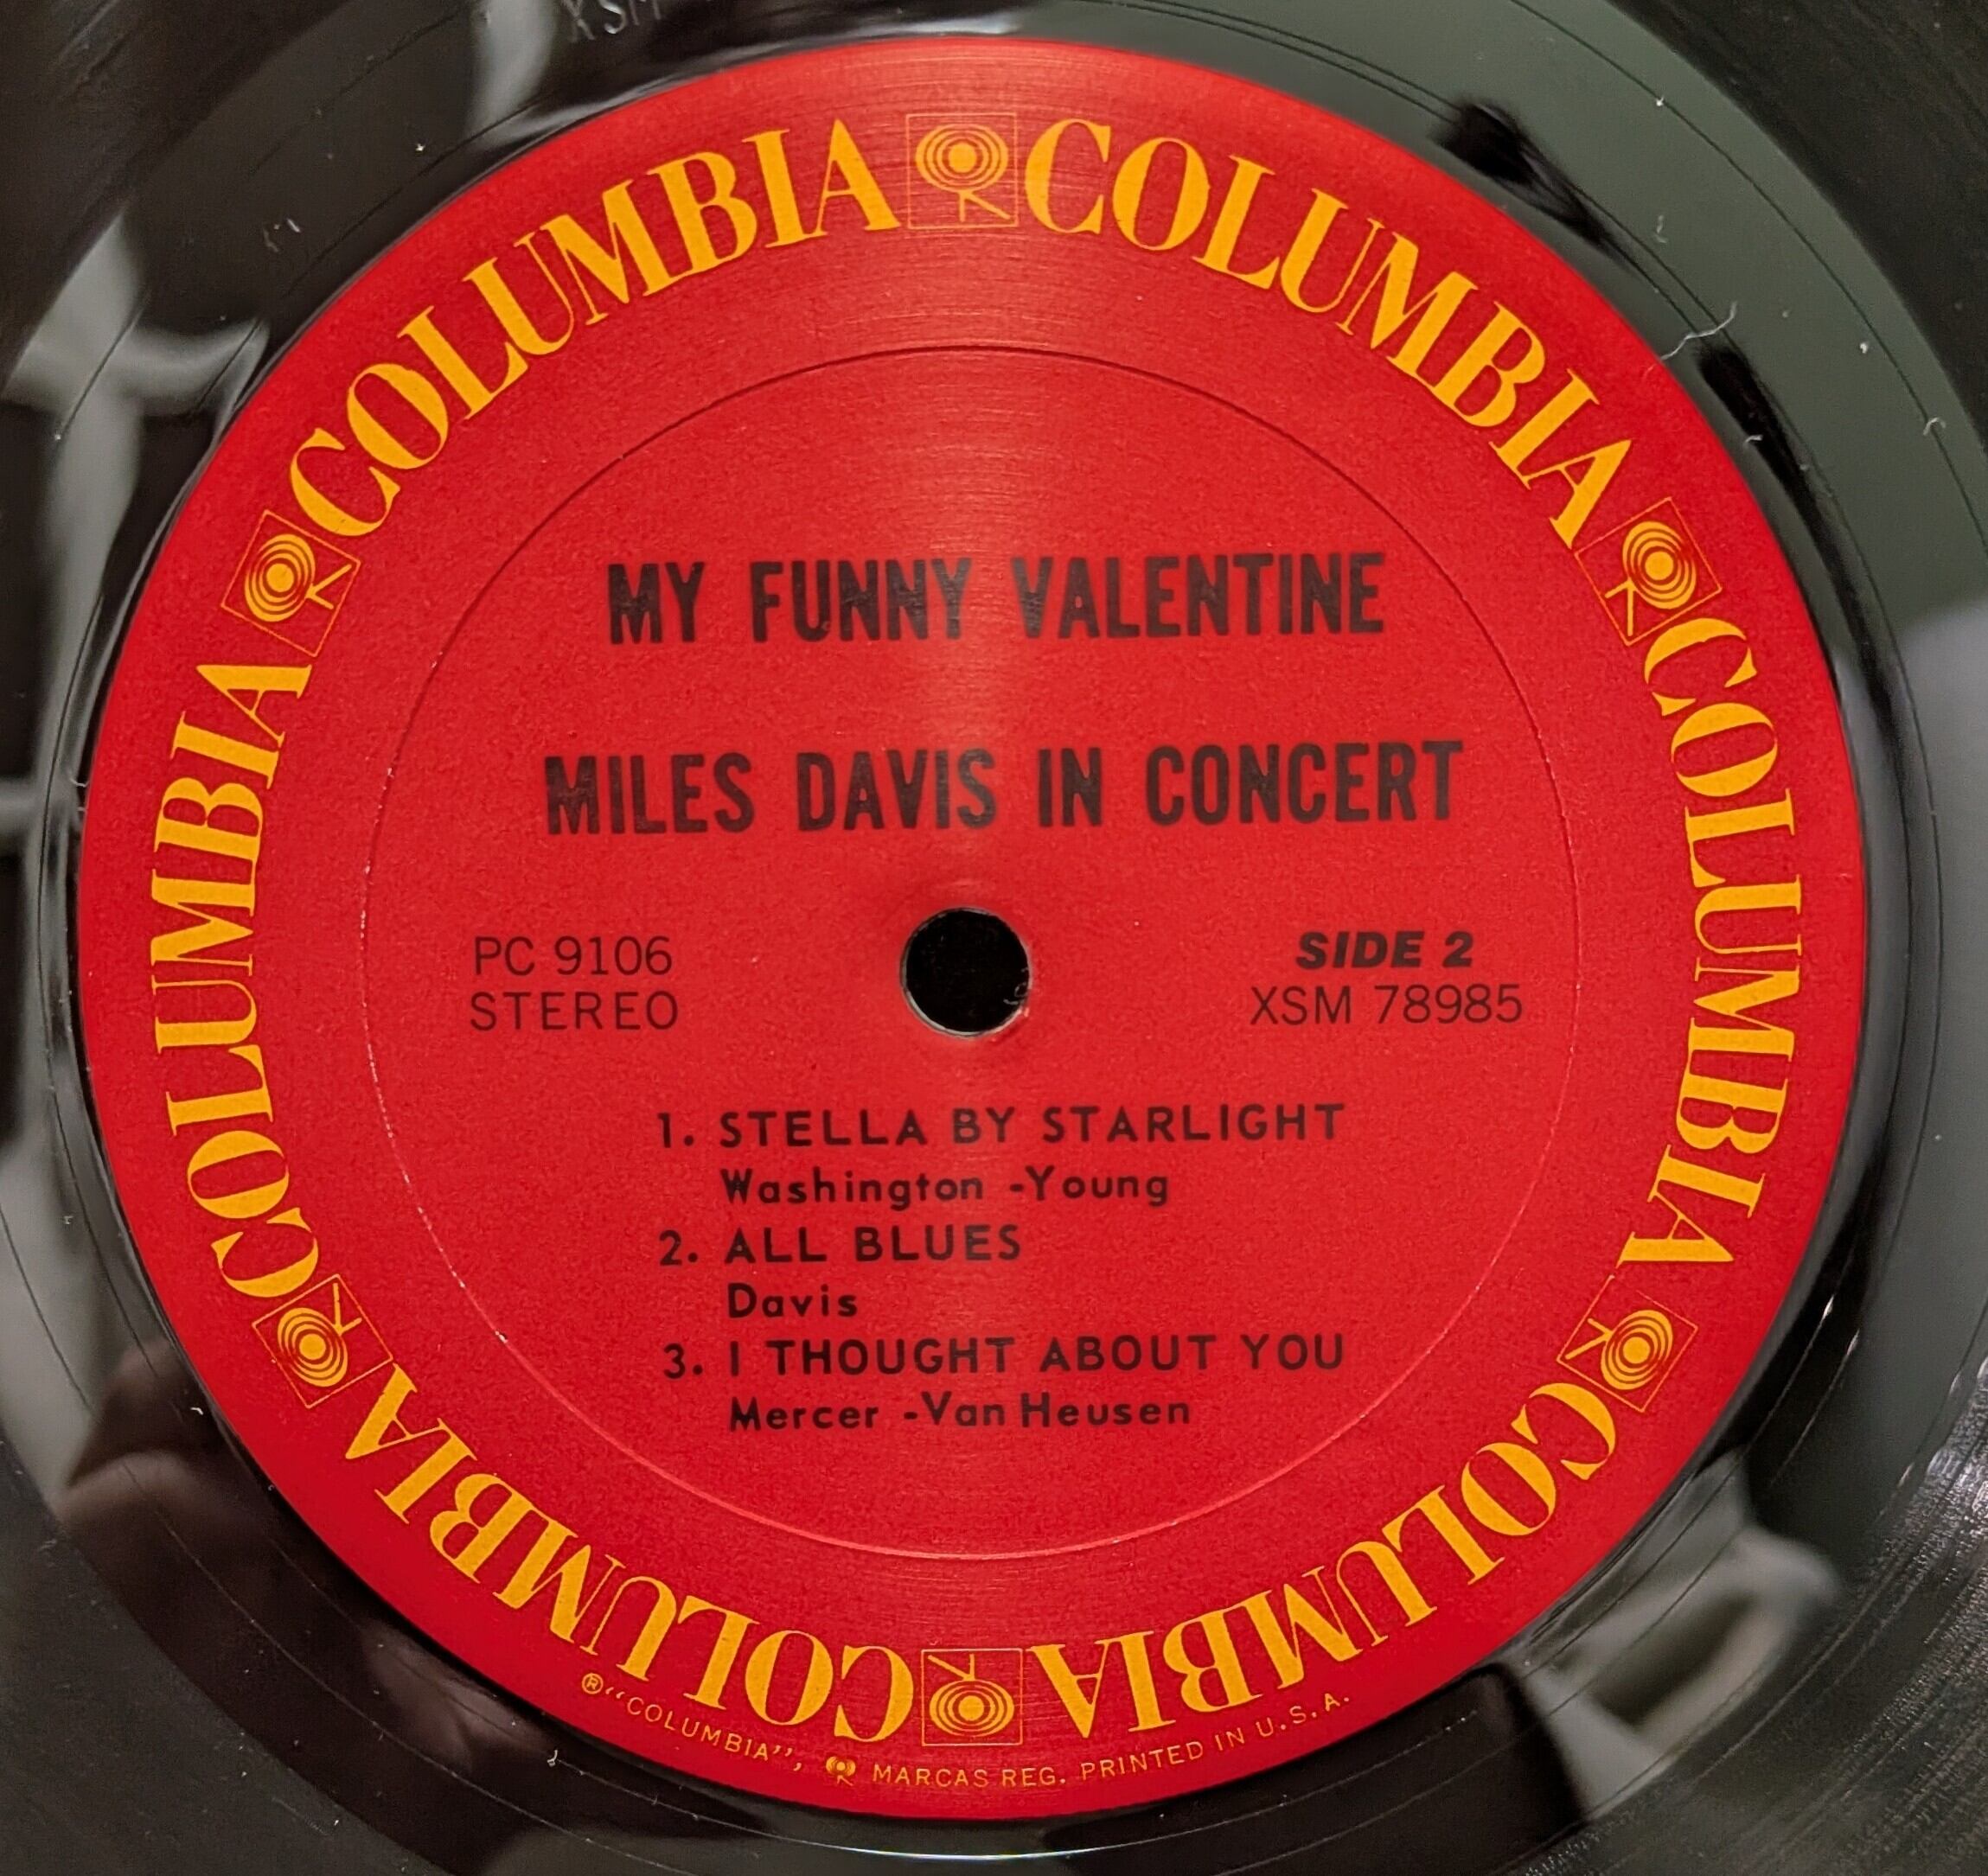 COLUMBIA COLUMBIA COLUMBIA COLUMBIA COLUMBIA COLUMBIA
MY FUNNY VALENTINE
MILES DAVIS IN CONCERT
PC 9106
STEREO
SIDE 2
XSM 78985
1. STELLA BY STARLIGHT
Washington -Young
2. ALL BLUES
Davis
3. I THOUGHT ABOUT YOU
Mercer -Van Heusen
®"COLUMBIA", MARCAS REG. PRINTED IN U.S.A.